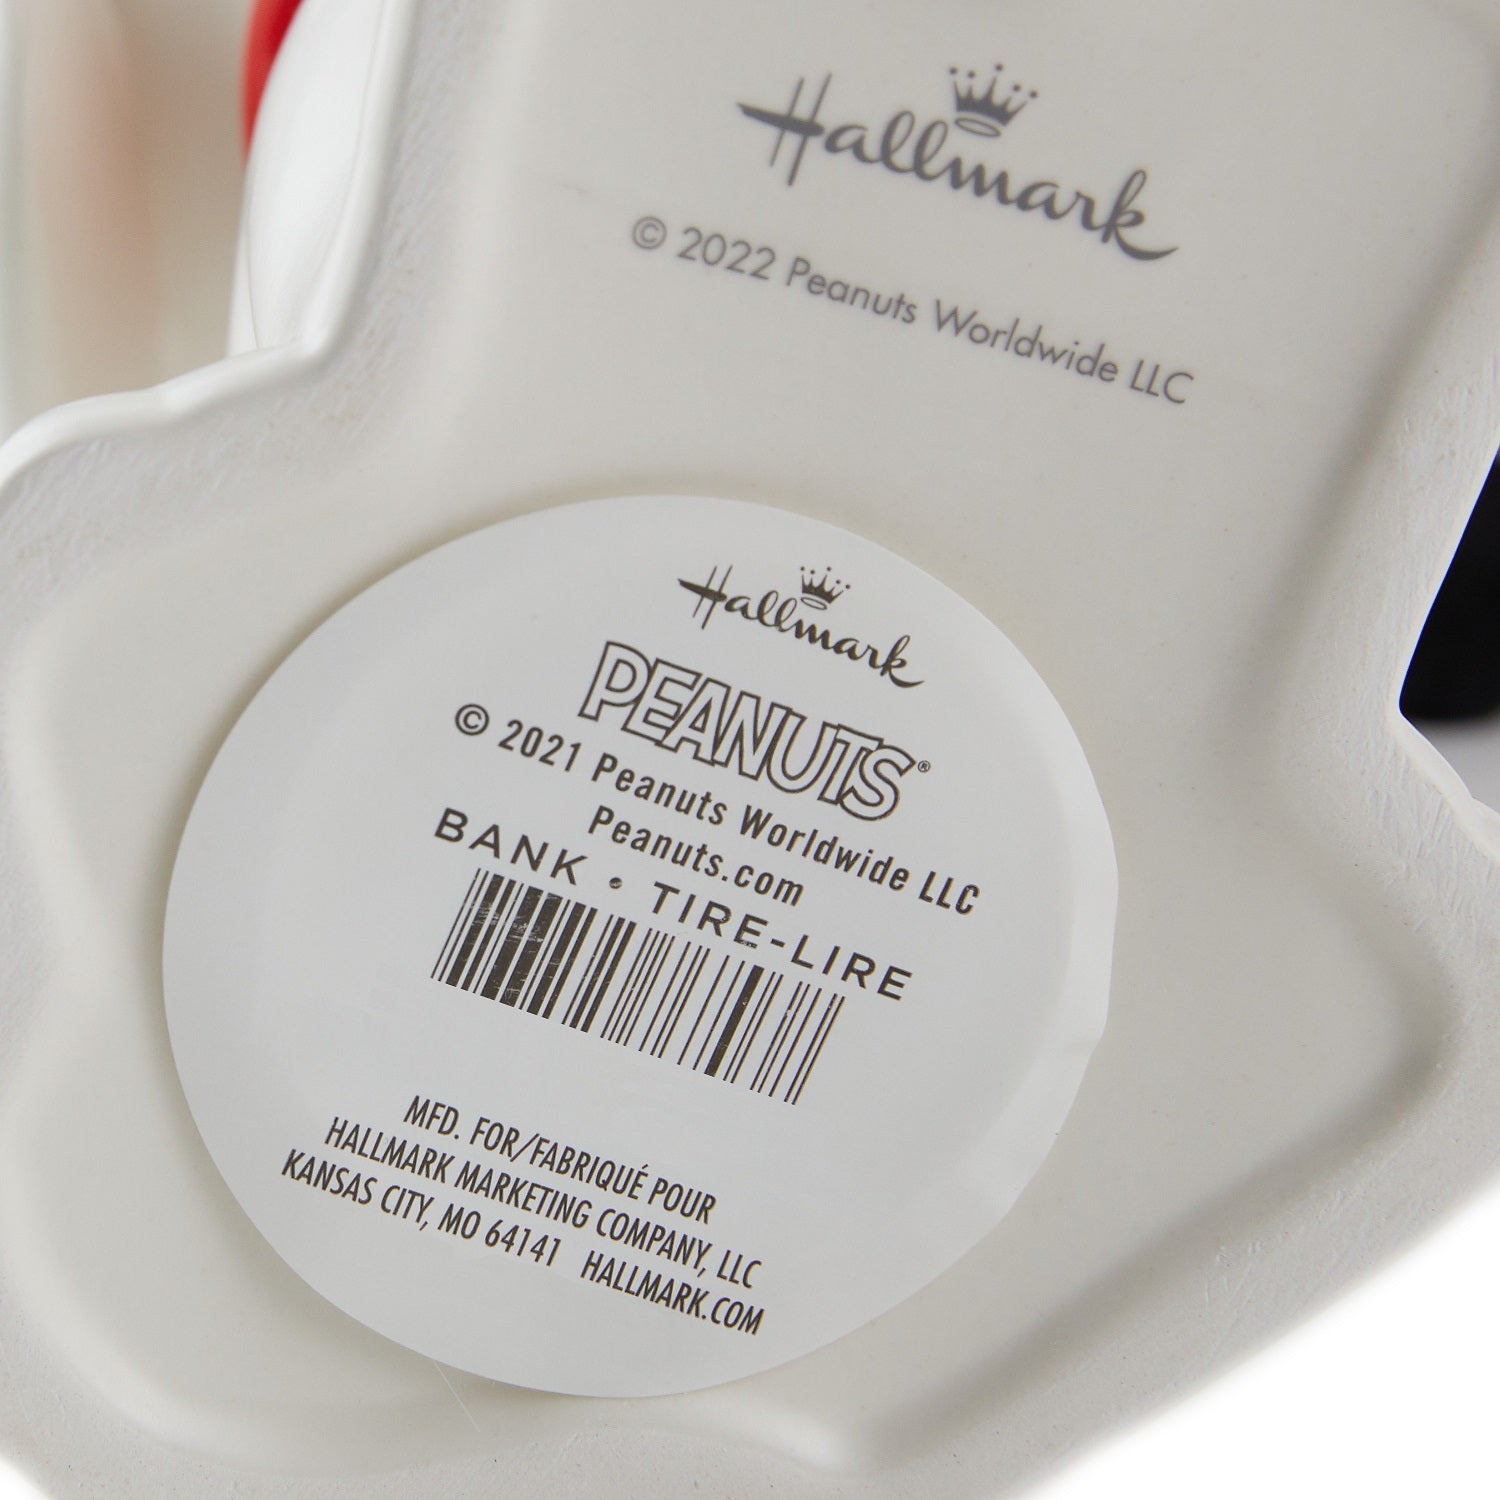 Hallmark
© 2022 Peanuts Worldwide LLC
Hallmark
PEANUTS®
© 2021 Peanuts Worldwide LLC
Peanuts.com
BANK • TIRE-LIRE
MFD. FOR/FABRIQUÉ POUR
HALLMARK MARKETING COMPANY, LLC
KANSAS CITY, MO 64141 HALLMARK.COM